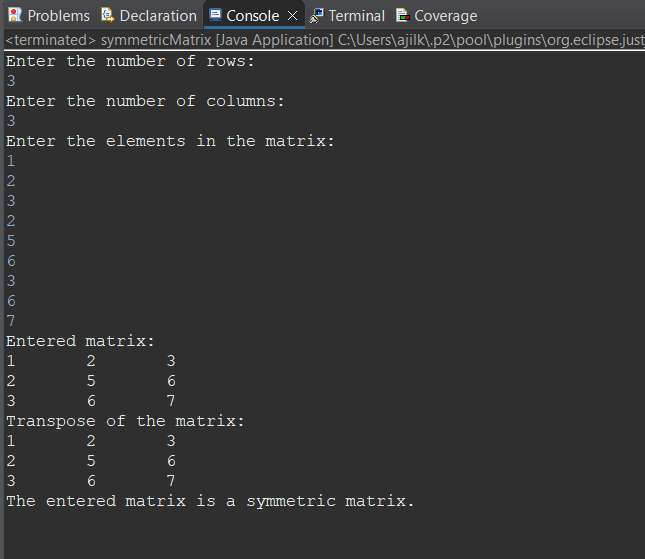 Problems Declaration Console Terminal Coverage
<terminated> symmetricMatrix [Java Application] C:\Users\ajilk\.p2\pool\plugins\org.eclipse.just
Enter the number of rows:
3
Enter the number of columns:
3
Enter the elements in the matrix:
1
2
3
2
5
6
3
6
7
Entered matrix:
1 2 3
2 5 6
3 6 7
Transpose of the matrix:
1 2 3
2 5 6
3 6 7
The entered matrix is a symmetric matrix.